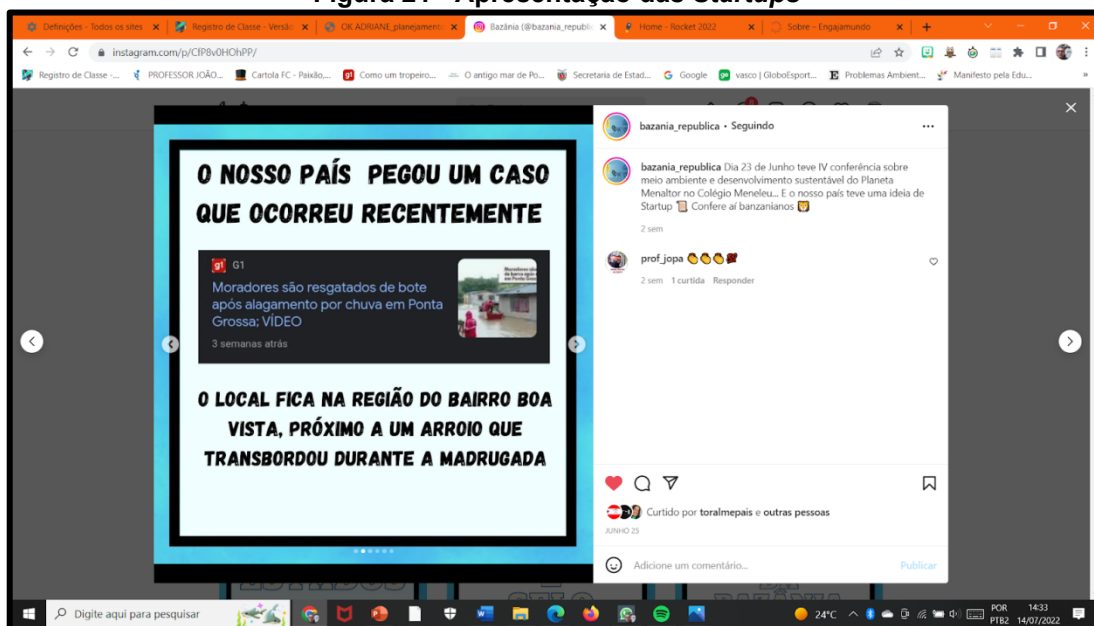 Figura 21 - Apresentação das Startups
Definições - Todos os sites
Registro de Classe - Versão
OK ADRIANE_planejamento
Bazânia (@bazania_republic
Home - Rocket 2022
Sobre – Engajamundo
instagram.com/p/CfP8v0HOhPP/
Registro de Classe -...
PROFESSOR JOÃO...
Cartola FC - Paixão,...
Como um tropeiro...
O antigo mar de Po...
Secretaria de Estad...
Google
vasco | GloboEsport...
Problemas Ambient...
Manifesto pela Edu...
O NOSSO PAÍS PEGOU UM CASO
QUE OCORREU RECENTEMENTE
g1 G1
Moradores são resgatados de bote
após alagamento por chuva em Ponta
Grossa; VÍDEO
3 semanas atrás
O LOCAL FICA NA REGIÃO DO BAIRRO BOA
VISTA, PRÓXIMO A UM ARROIO QUE
TRANSBORDOU DURANTE A MADRUGADA
bazania_republica • Seguindo
bazania_republica Dia 23 de Junho teve IV conferência sobre
meio ambiente e desenvolvimento sustentável do Planeta
Menaltor no Colégio Meneleu... E o nosso país teve uma ideia de
Startup Confere aí banzanianos
2 sem
prof_jopa
2 sem 1 curtida Responder
Curtido por toralmepais e outras pessoas
JUNHO 25
Adicione um comentário...
Publicar
Digite aqui para pesquisar
24°C
POR
PTB2
14:33
14/07/2022